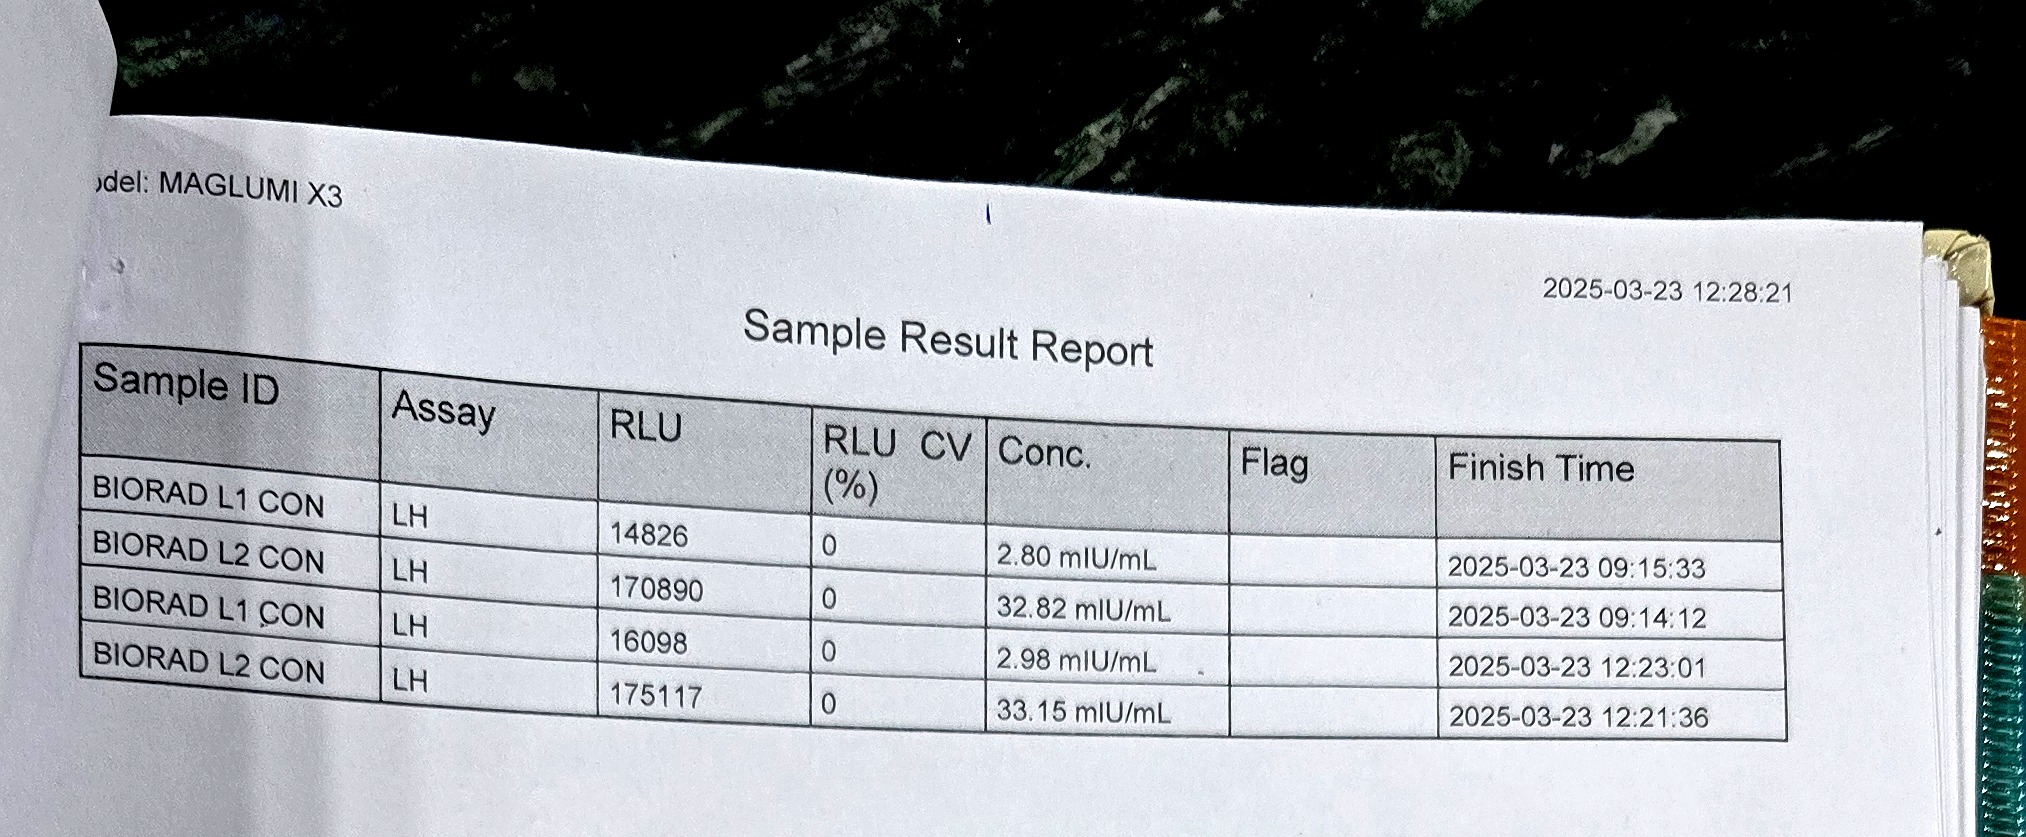 odel: MAGLUMI X3
2025-03-23 12:28:21
Sample Result Report
Sample ID Assay RLU RLU CV (%) Conc. Flag Finish Time
BIORAD L1 CON LH 14826 0 2.80 mIU/mL 2025-03-23 09:15:33
BIORAD L2 CON LH 170890 0 32.82 mIU/mL 2025-03-23 09:14:12
BIORAD L1 CON LH 16098 0 2.98 mIU/mL 2025-03-23 12:23:01
BIORAD L2 CON LH 175117 0 33.15 mIU/mL 2025-03-23 12:21:36